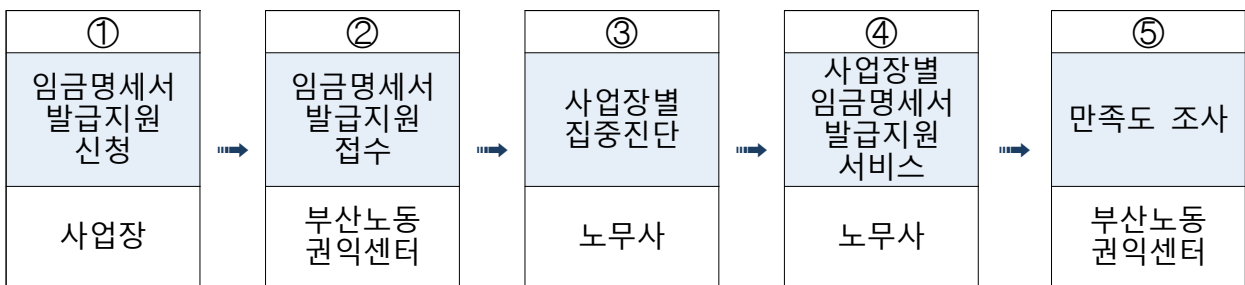 ①
임금명세서
발급지원
신청
사업장
②
임금명세서
발급지원
접수
부산노동
권익센터
③
사업장별
집중진단
노무사
④
사업장별
임금명세서
발급지원
서비스
노무사
⑤
만족도 조사
부산노동
권익센터